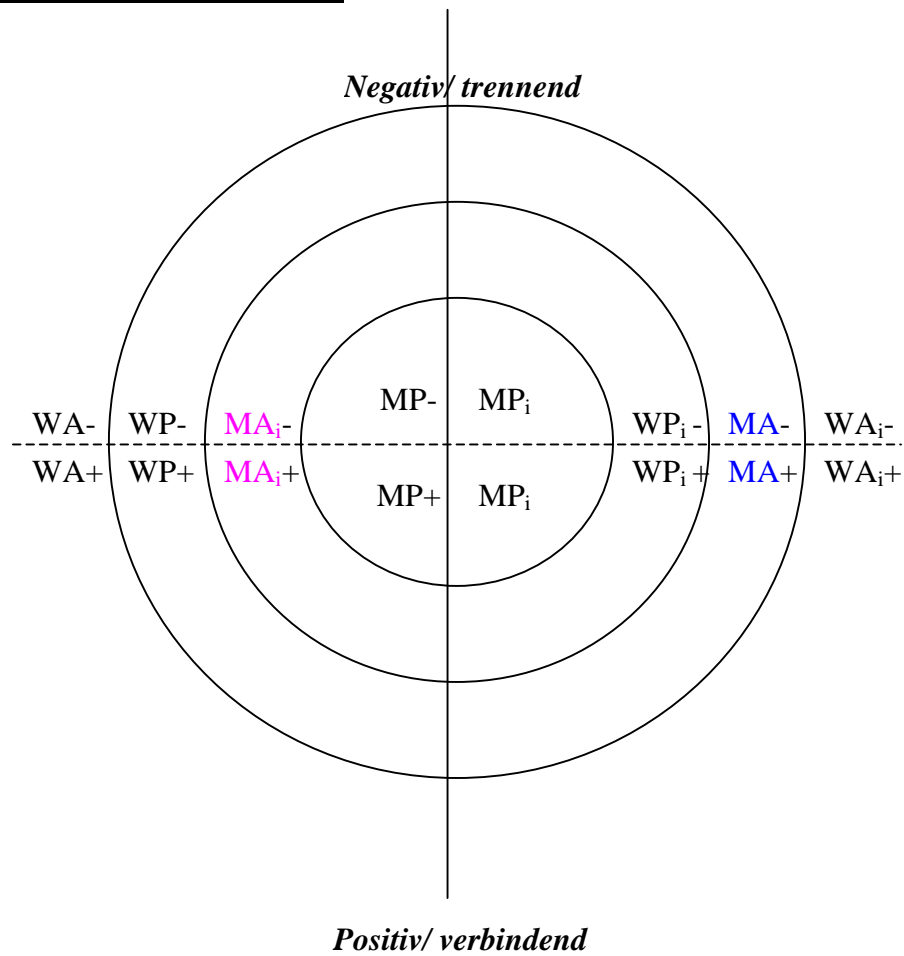 Negativ/ trennend
MP- MPᵢ
WA- WP- MAᵢ- WPᵢ - MA- WAᵢ-
WA+ WP+ MAᵢ+ WPᵢ + MA+ WAᵢ+
MP+ MPᵢ
Positiv/ verbindend